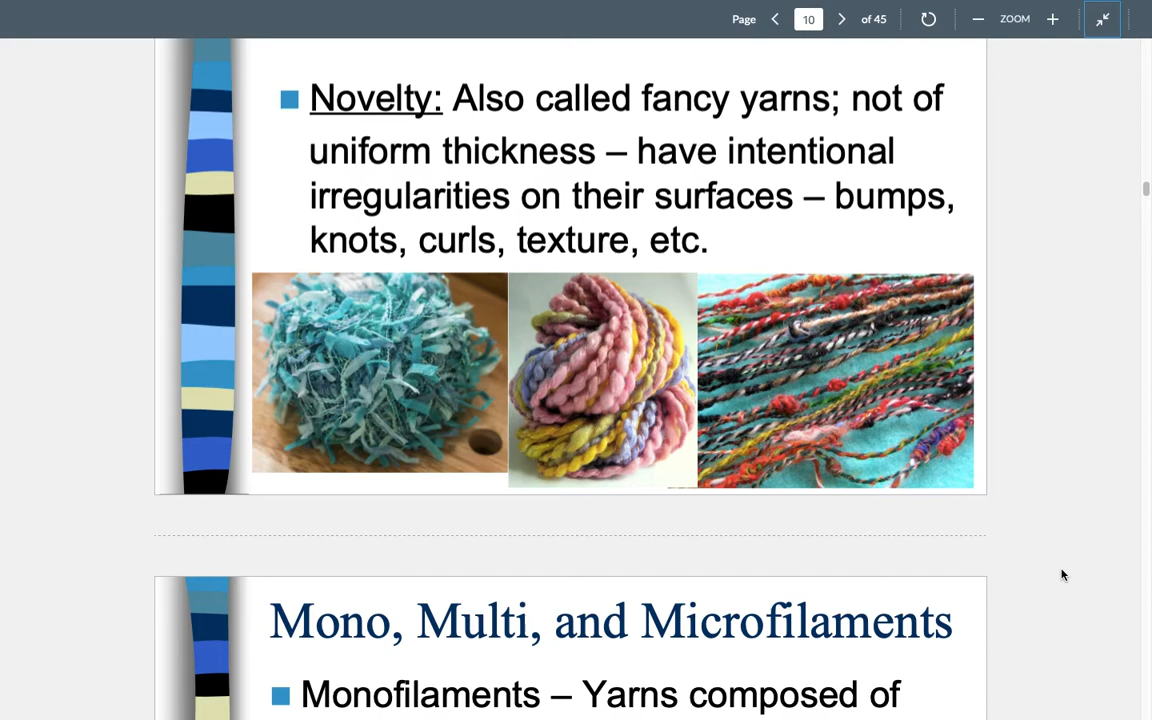 Page 10 of 45 ZOOM
Novelty: Also called fancy yarns; not of
uniform thickness – have intentional
irregularities on their surfaces – bumps,
knots, curls, texture, etc.
Mono, Multi, and Microfilaments
Monofilaments – Yarns composed of